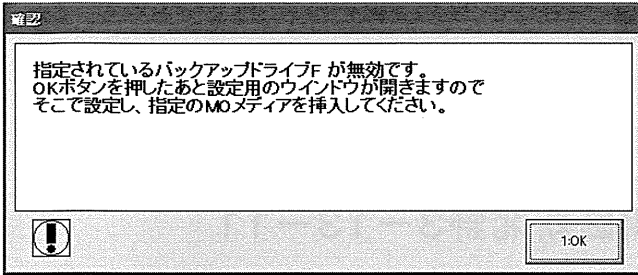 確認
指定されているバックアップドライブF が無効です。
OKボタンを押したあと設定用のウインドウが開きますので
そこで設定し、指定のMOメディアを挿入してください。
1:OK